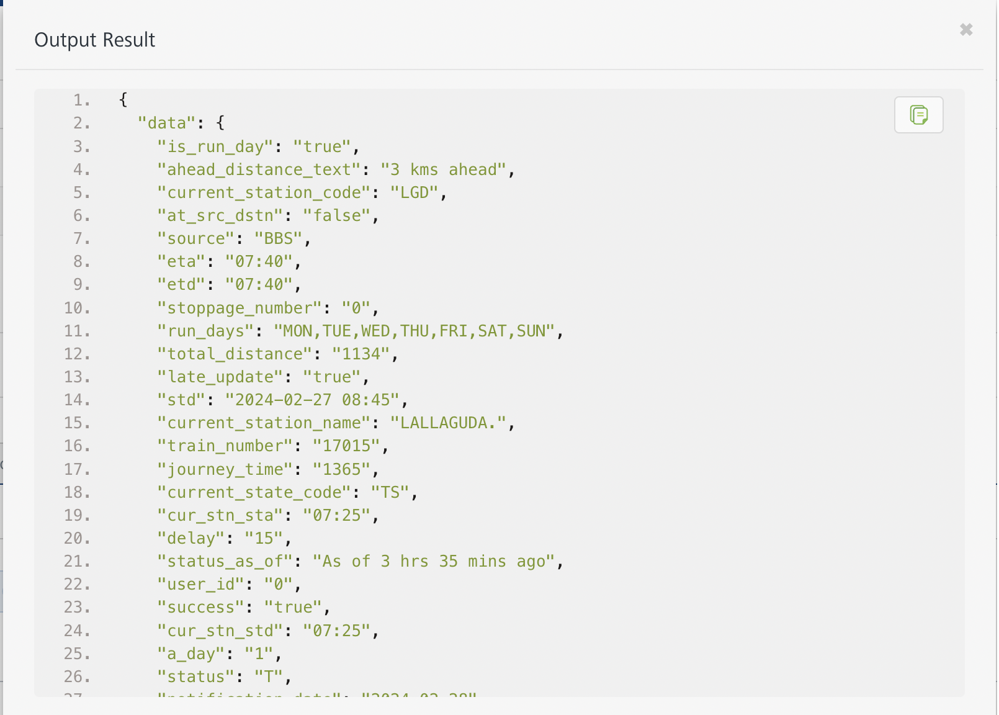 Output Result
1. {
2. "data": {
3. "is_run_day": "true",
4. "ahead_distance_text": "3 kms ahead",
5. "current_station_code": "LGD",
6. "at_src_dstn": "false",
7. "source": "BBS",
8. "eta": "07:40",
9. "etd": "07:40",
10. "stoppage_number": "0",
11. "run_days": "MON,TUE,WED,THU,FRI,SAT,SUN",
12. "total_distance": "1134",
13. "late_update": "true",
14. "std": "2024-02-27 08:45",
15. "current_station_name": "LALLAGUDA.",
16. "train_number": "17015",
17. "journey_time": "1365",
18. "current_state_code": "TS",
19. "cur_stn_sta": "07:25",
20. "delay": "15",
21. "status_as_of": "As of 3 hrs 35 mins ago",
22. "user_id": "0",
23. "success": "true",
24. "cur_stn_std": "07:25",
25. "a_day": "1",
26. "status": "T",
27. "notification_date": "2024-02-28"